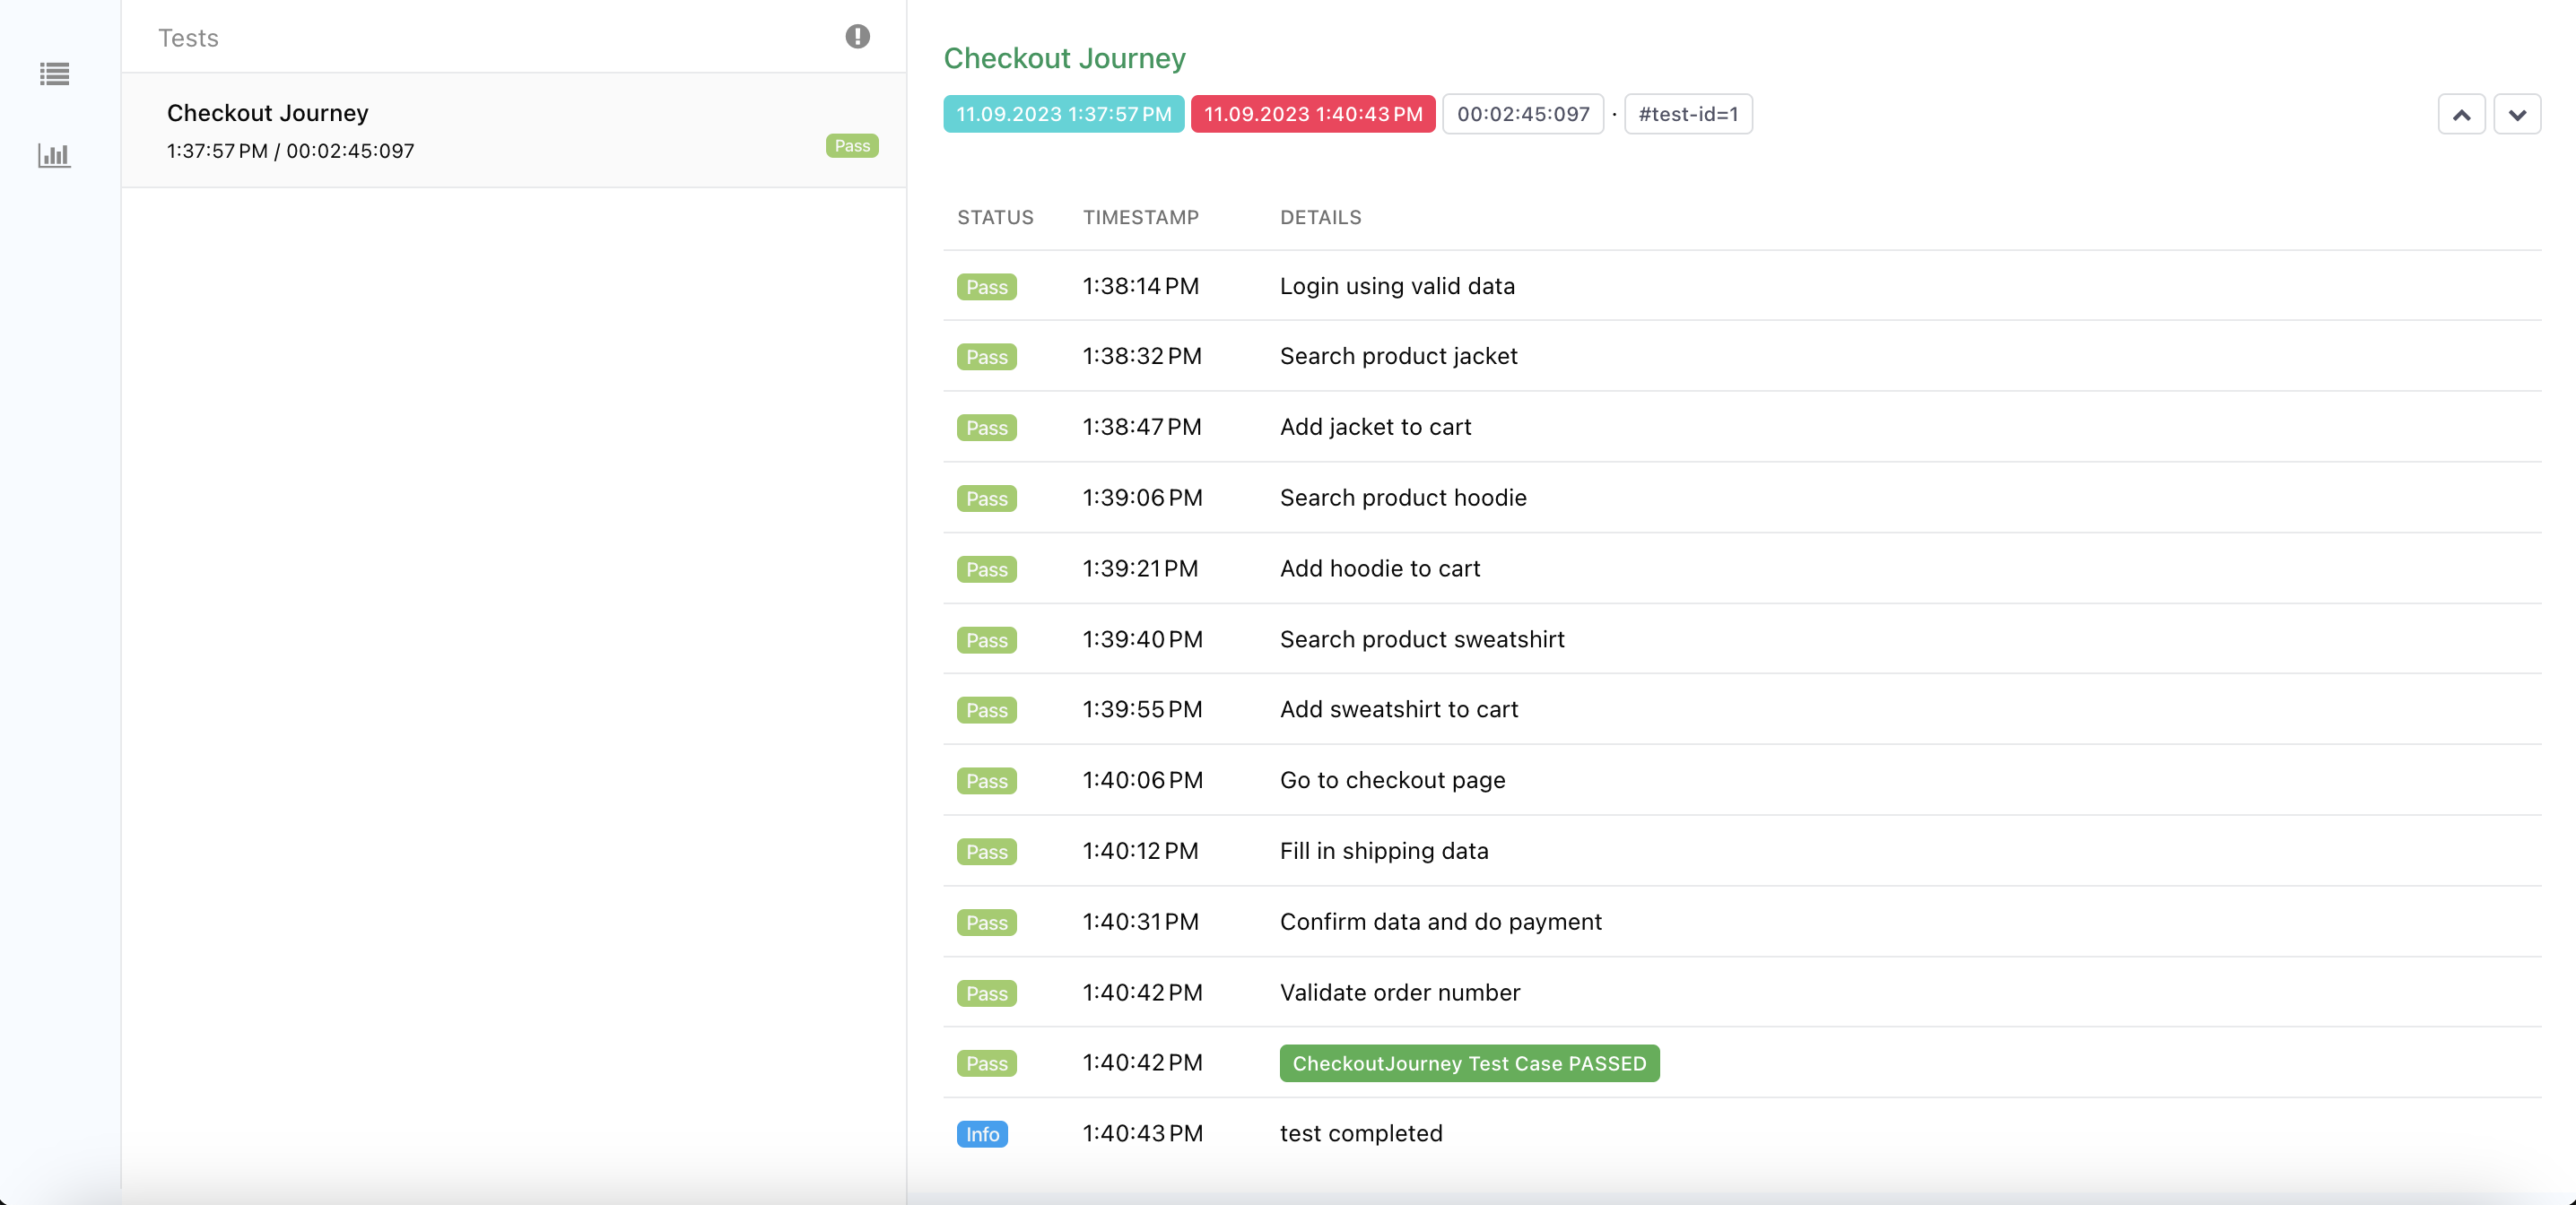 Tests
Checkout Journey
1:37:57 PM / 00:02:45:097
Pass
Checkout Journey
11.09.2023 1:37:57 PM 11.09.2023 1:40:43 PM 00:02:45:097 · #test-id=1
STATUS TIMESTAMP DETAILS
Pass 1:38:14 PM Login using valid data
Pass 1:38:32 PM Search product jacket
Pass 1:38:47 PM Add jacket to cart
Pass 1:39:06 PM Search product hoodie
Pass 1:39:21 PM Add hoodie to cart
Pass 1:39:40 PM Search product sweatshirt
Pass 1:39:55 PM Add sweatshirt to cart
Pass 1:40:06 PM Go to checkout page
Pass 1:40:12 PM Fill in shipping data
Pass 1:40:31 PM Confirm data and do payment
Pass 1:40:42 PM Validate order number
Pass 1:40:42 PM CheckoutJourney Test Case PASSED
Info 1:40:43 PM test completed